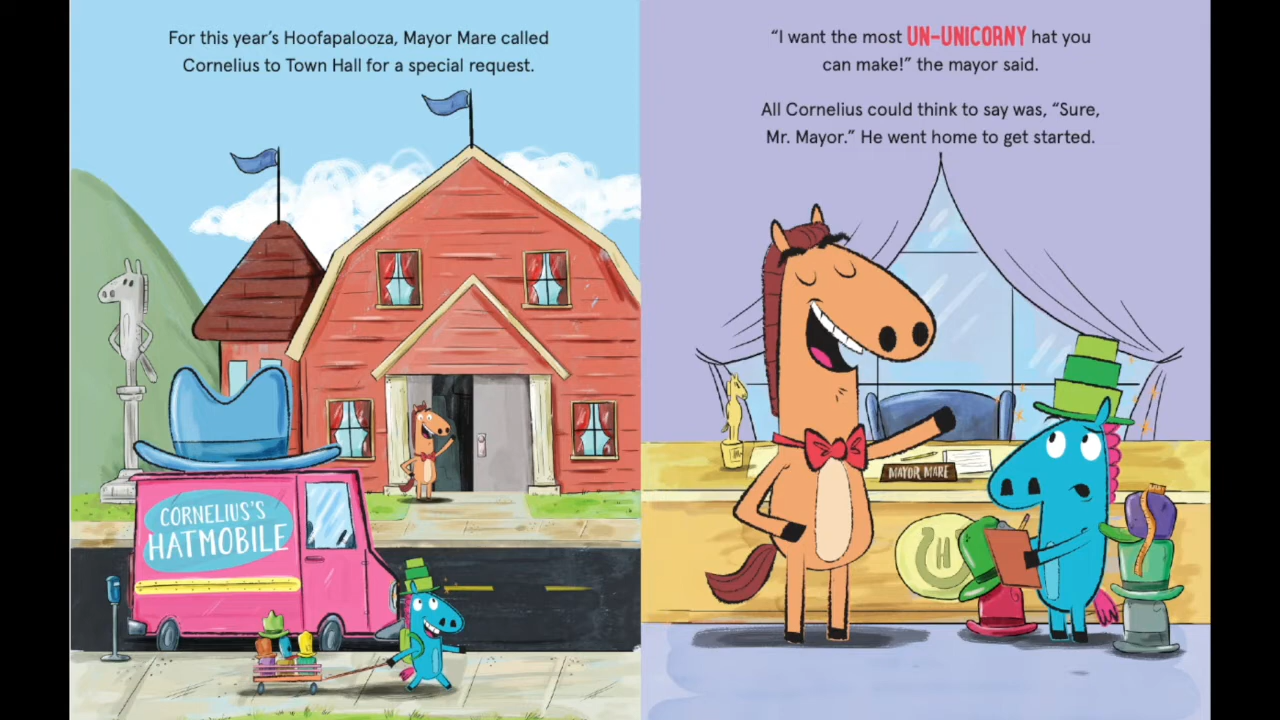 For this year's Hoofapalooza, Mayor Mare called
Cornelius to Town Hall for a special request.
CORNELIUS'S
HATMOBILE
“I want the most UN-UNICORNY hat you
can make!” the mayor said.
All Cornelius could think to say was, “Sure,
Mr. Mayor.” He went home to get started.
MAYOR MARE
H